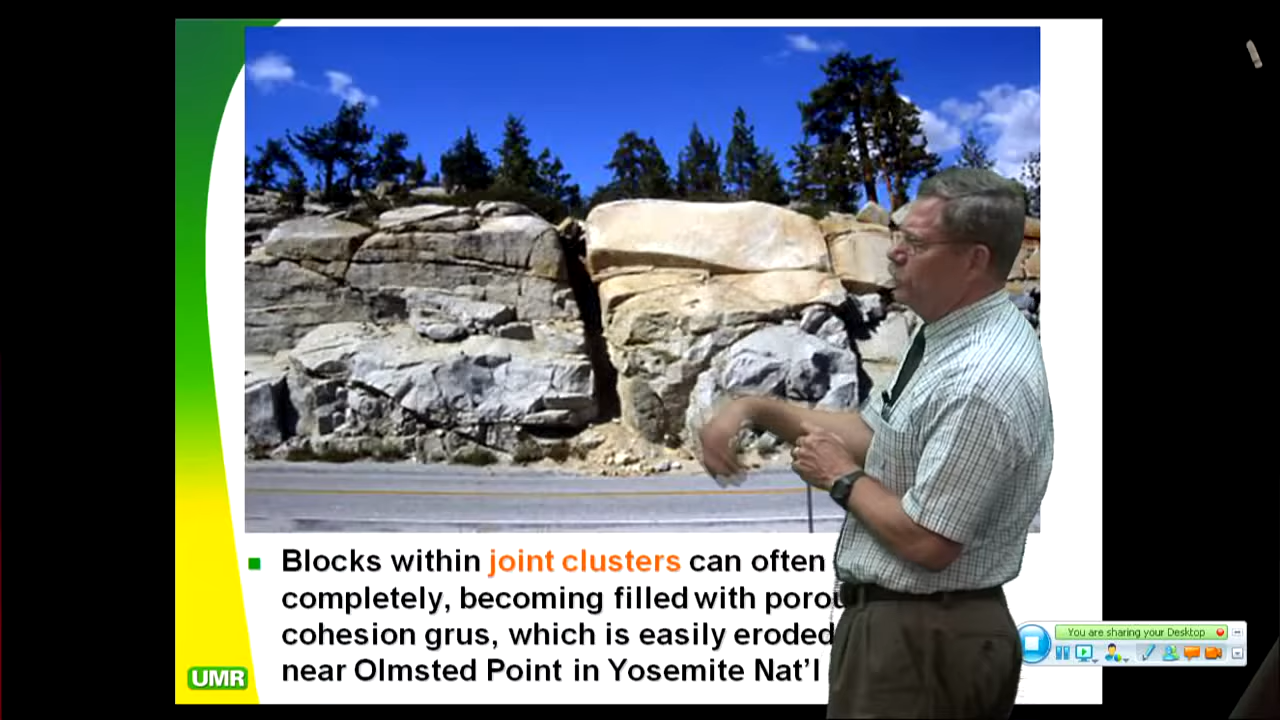 Blocks within joint clusters can often
completely, becoming filled with
cohesion grus, which is easily eroded
near Olmsted Point in Yosemite Nat'l
UMR
You are sharing your Desktop